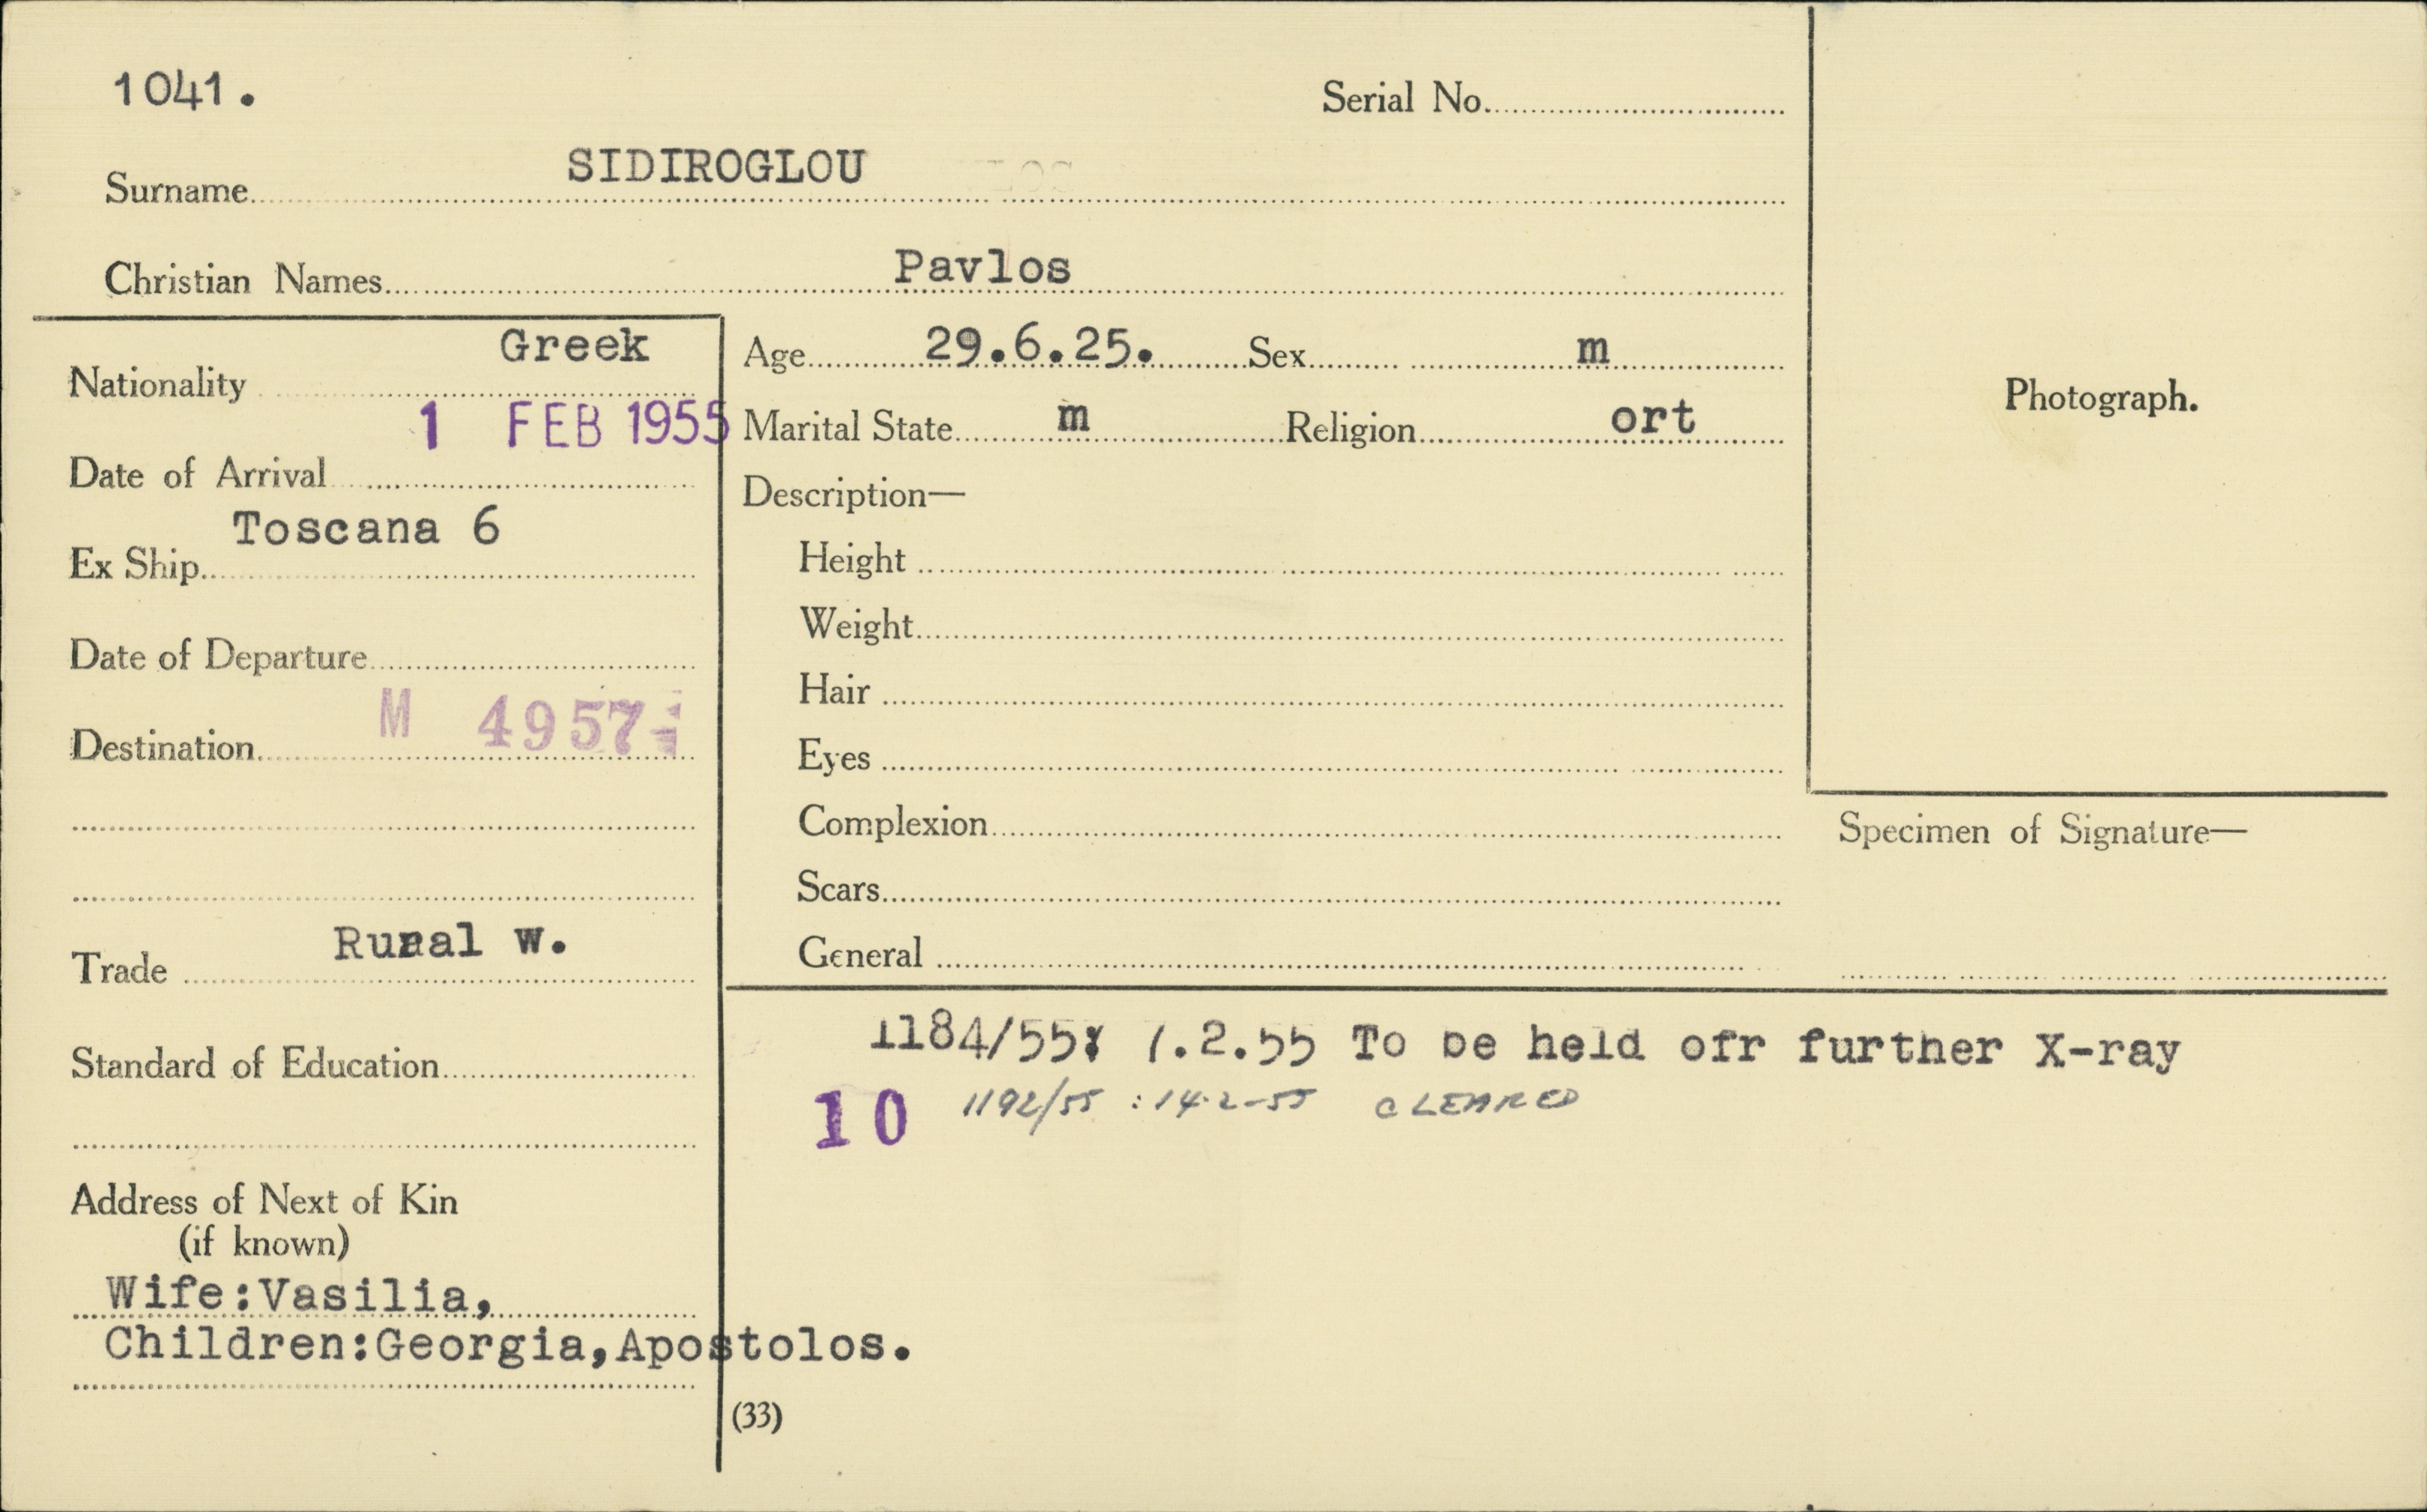 1041.
Serial No.
Surname SIDIROGLOU
Christian Names Pavlos
Nationality Greek
Date of Arrival 1 FEB 1955
Ex Ship Toscana 6
Date of Departure
Destination M 4957
Trade Rural w.
Standard of Education
Address of Next of Kin
(if known)
Wife:Vasilia,
Children:Georgia,Apostolos.
Age 29.6.25. Sex m
Marital State m Religion ort
Description—
Height
Weight
Hair
Eyes
Complexion
Scars
General
Photograph.
Specimen of Signature—
1184/55: 1.2.55 To be held ofr further X-ray
10 1192/55 : 14-2-55 CLEARED
(33)